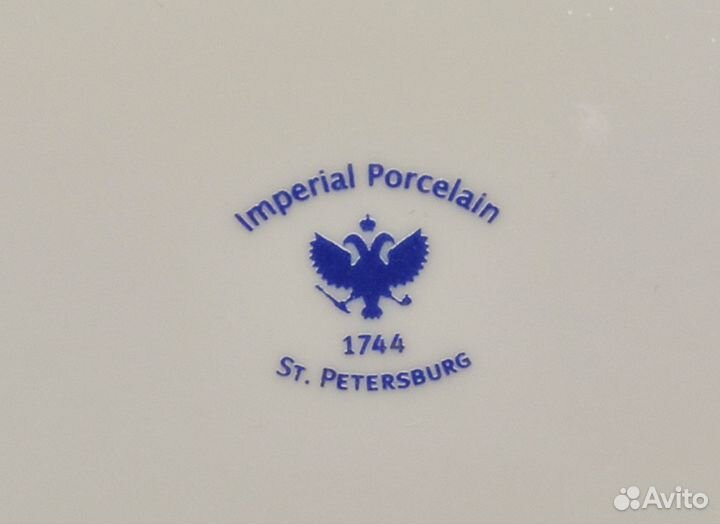 Imperial Porcelain
1744
ST. PETERSBURG
Avito